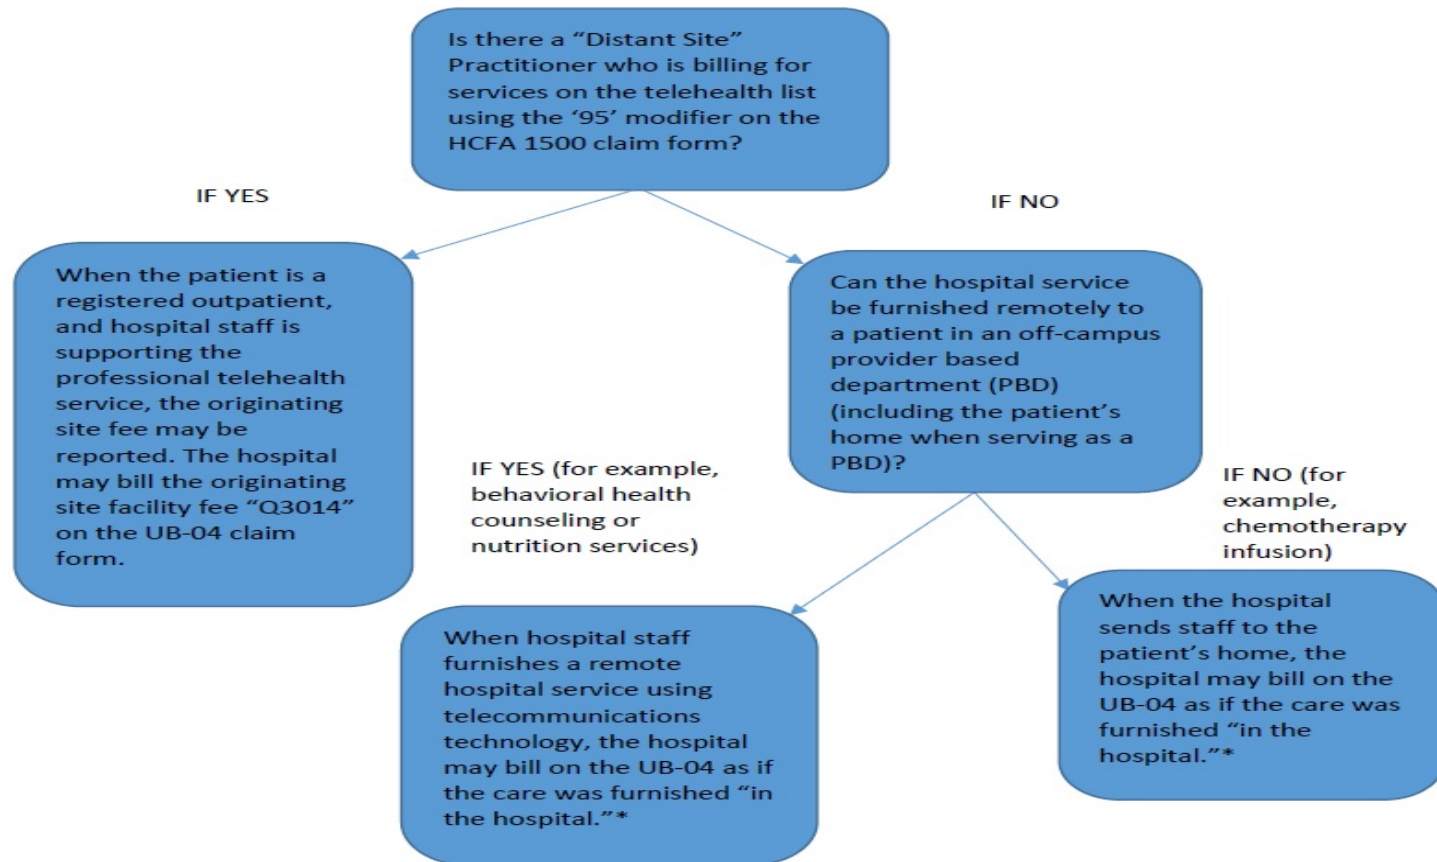 Is there a “Distant Site”
Practitioner who is billing for
services on the telehealth list
using the ‘95’ modifier on the
HCFA 1500 claim form?
IF YES
IF NO
When the patient is a
registered outpatient,
and hospital staff is
supporting the
professional telehealth
service, the originating
site fee may be
reported. The hospital
may bill the originating
site facility fee “Q3014”
on the UB-04 claim
form.
Can the hospital service
be furnished remotely to
a patient in an off-campus
provider based
department (PBD)
(including the patient’s
home when serving as a
PBD)?
IF YES (for example,
behavioral health
counseling or
nutrition services)
IF NO (for
example,
chemotherapy
infusion)
When hospital staff
furnishes a remote
hospital service using
telecommunications
technology, the hospital
may bill on the UB-04 as if
the care was furnished “in
the hospital.”*
When the hospital
sends staff to the
patient’s home, the
hospital may bill on the
UB-04 as if the care was
furnished “in the
hospital.”*